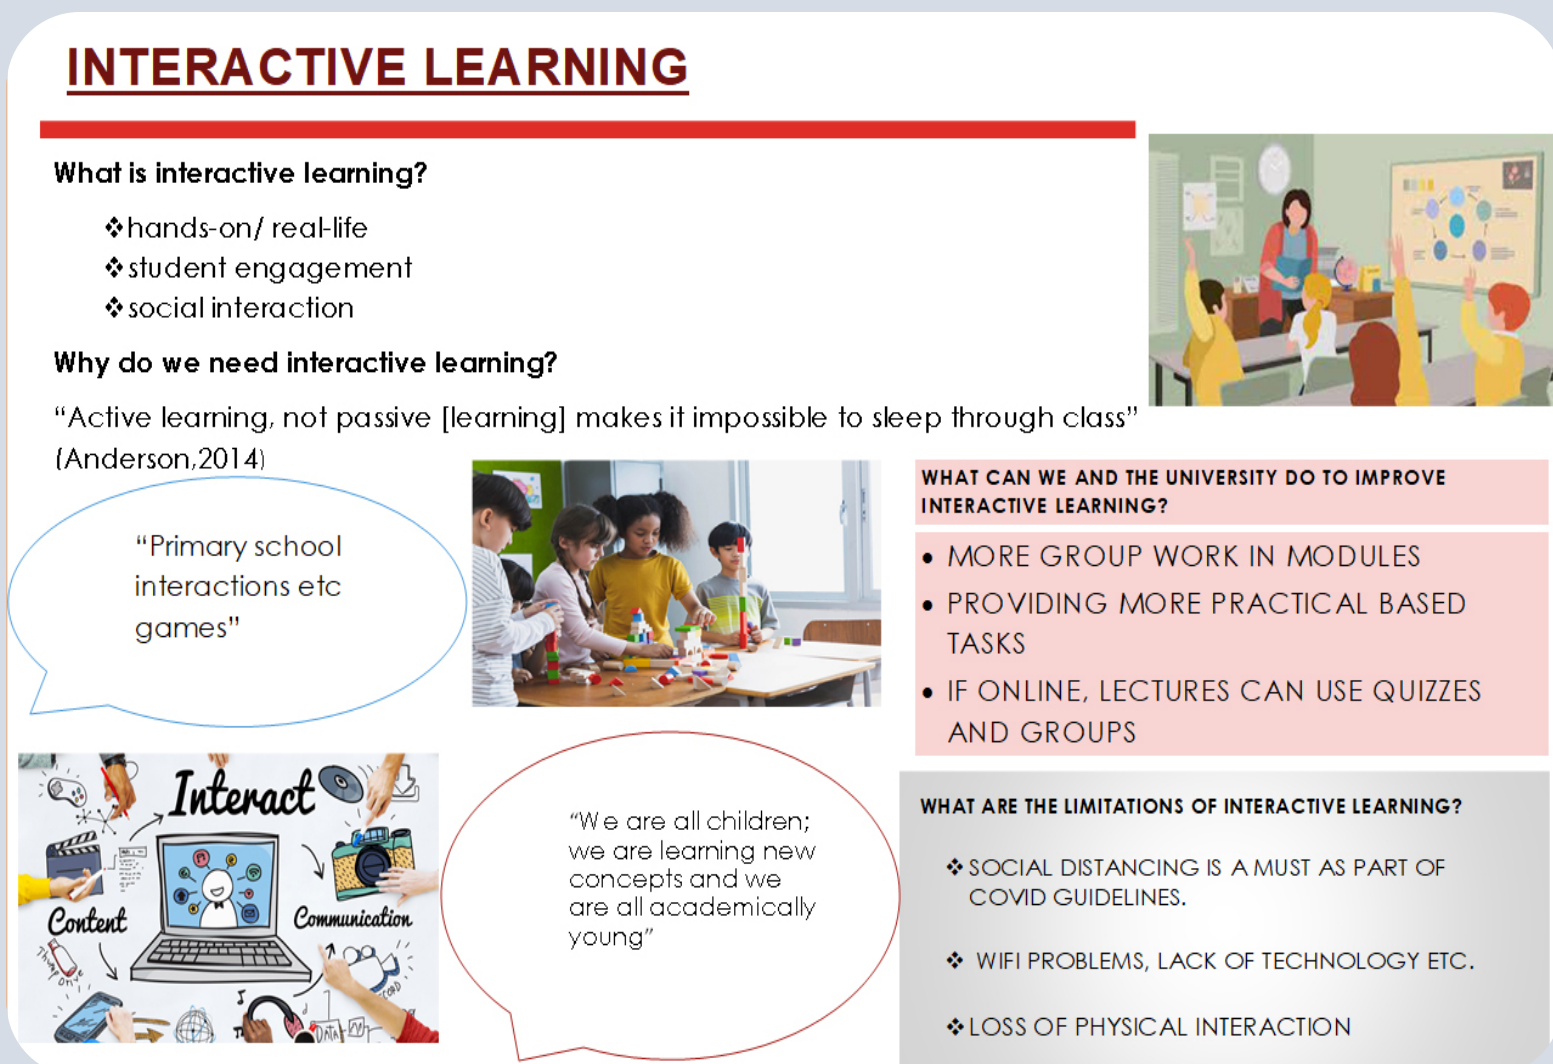 INTERACTIVE LEARNING
What is interactive learning?
❖hands-on/ real-life
❖student engagement
❖social interaction
Why do we need interactive learning?
“Active learning, not passive [learning] makes it impossible to sleep through class”
(Anderson,2014)
“Primary school
interactions etc
games”
WHAT CAN WE AND THE UNIVERSITY DO TO IMPROVE
INTERACTIVE LEARNING?
• MORE GROUP WORK IN MODULES
• PROVIDING MORE PRACTICAL BASED
TASKS
• IF ONLINE, LECTURES CAN USE QUIZZES
AND GROUPS
Interact
Content
Communication
Thump Drive
Data
“We are all children;
we are learning new
concepts and we
are all academically
young”
WHAT ARE THE LIMITATIONS OF INTERACTIVE LEARNING?
❖SOCIAL DISTANCING IS A MUST AS PART OF
COVID GUIDELINES.
❖ WIFI PROBLEMS, LACK OF TECHNOLOGY ETC.
❖LOSS OF PHYSICAL INTERACTION